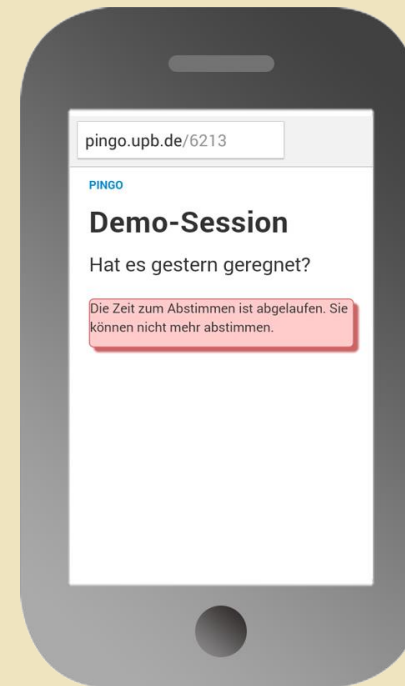 pingo.upb.de/6213
PINGO
Demo-Session
Hat es gestern geregnet?
Die Zeit zum Abstimmen ist abgelaufen. Sie
können nicht mehr abstimmen.